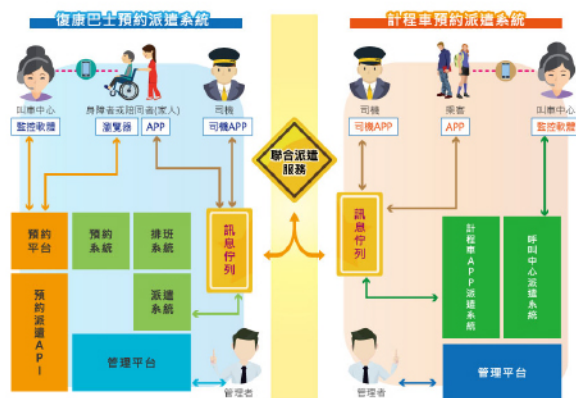 復康巴士預約派遣系統
計程車預約派遣系統
叫車中心
身障者或陪同者(家人)
司機
監控軟體
瀏覽器
APP
司機APP
司機
乘客
叫車中心
司機APP
APP
監控軟體
聯合派遣
服務
預約
平台
預約
系統
排班
系統
訊息佇列
派遣
系統
預約派遣API
管理平台
管理者
訊息佇列
計程車APP派遣系統
呼叫中心派遣系統
管理平台
管理者